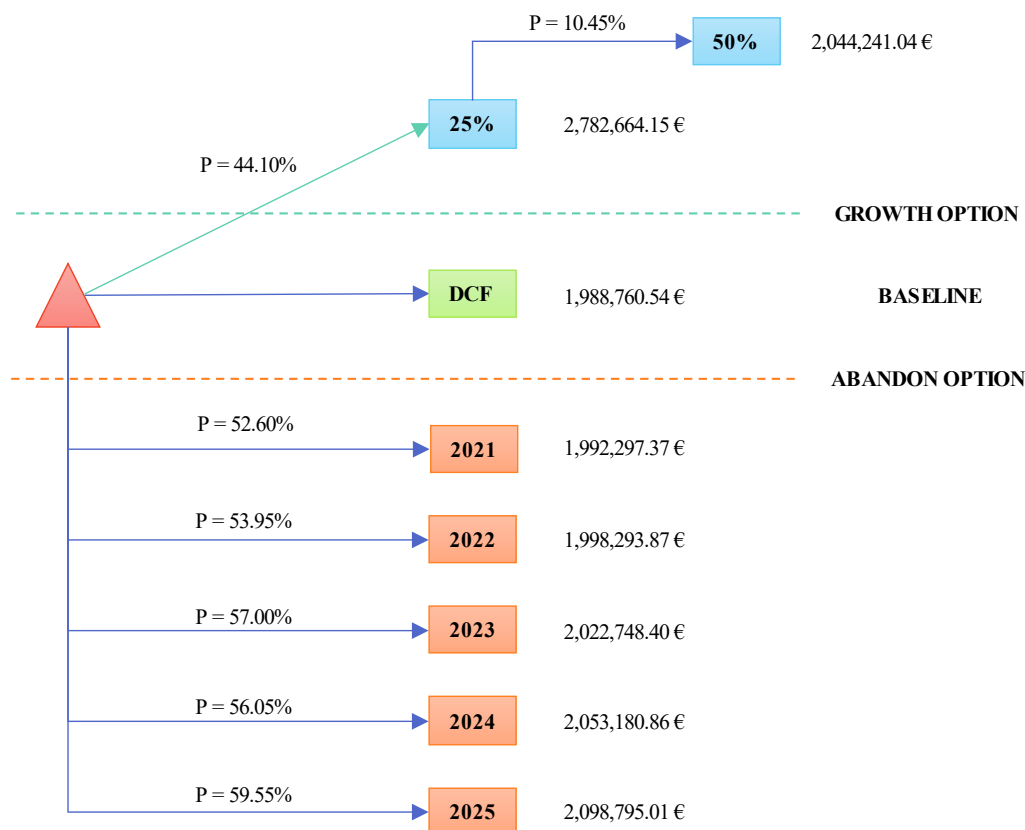 P = 10.45%
50% 2,044,241.04 €
25% 2,782,664.15 €
P = 44.10%
GROWTH OPTION
DCF 1,988,760.54 € BASELINE
ABANDON OPTION
P = 52.60%
2021 1,992,297.37 €
P = 53.95%
2022 1,998,293.87 €
P = 57.00%
2023 2,022,748.40 €
P = 56.05%
2024 2,053,180.86 €
P = 59.55%
2025 2,098,795.01 €